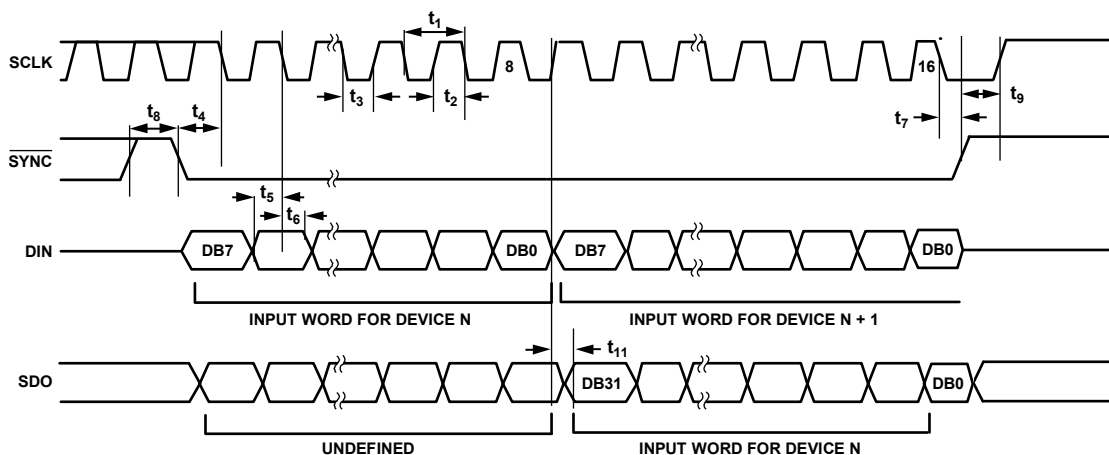 t1
SCLK
8
16
t3
t2
t7
t9
t8
t4
SYNC
t5
t6
DIN
DB7
DB0
DB7
DB0
INPUT WORD FOR DEVICE N
INPUT WORD FOR DEVICE N + 1
t11
SDO
DB31
DB0
UNDEFINED
INPUT WORD FOR DEVICE N